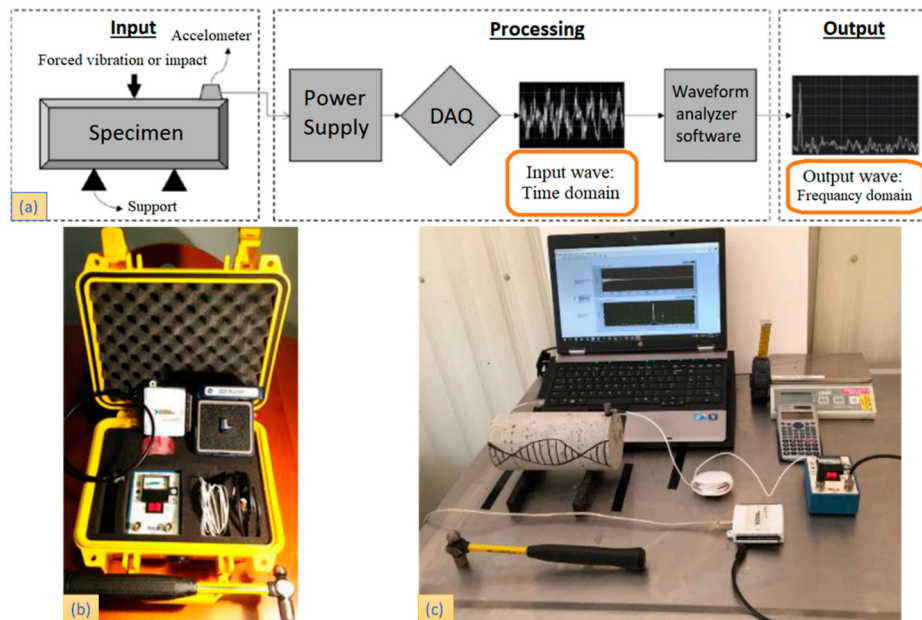 Input
Accelometer
Forced vibration or impact
Specimen
Support
(a)
Processing
Power
Supply
DAQ
Input wave:
Time domain
Waveform
analyzer
software
Output
Output wave:
Frequancy domain
(b)
(c)